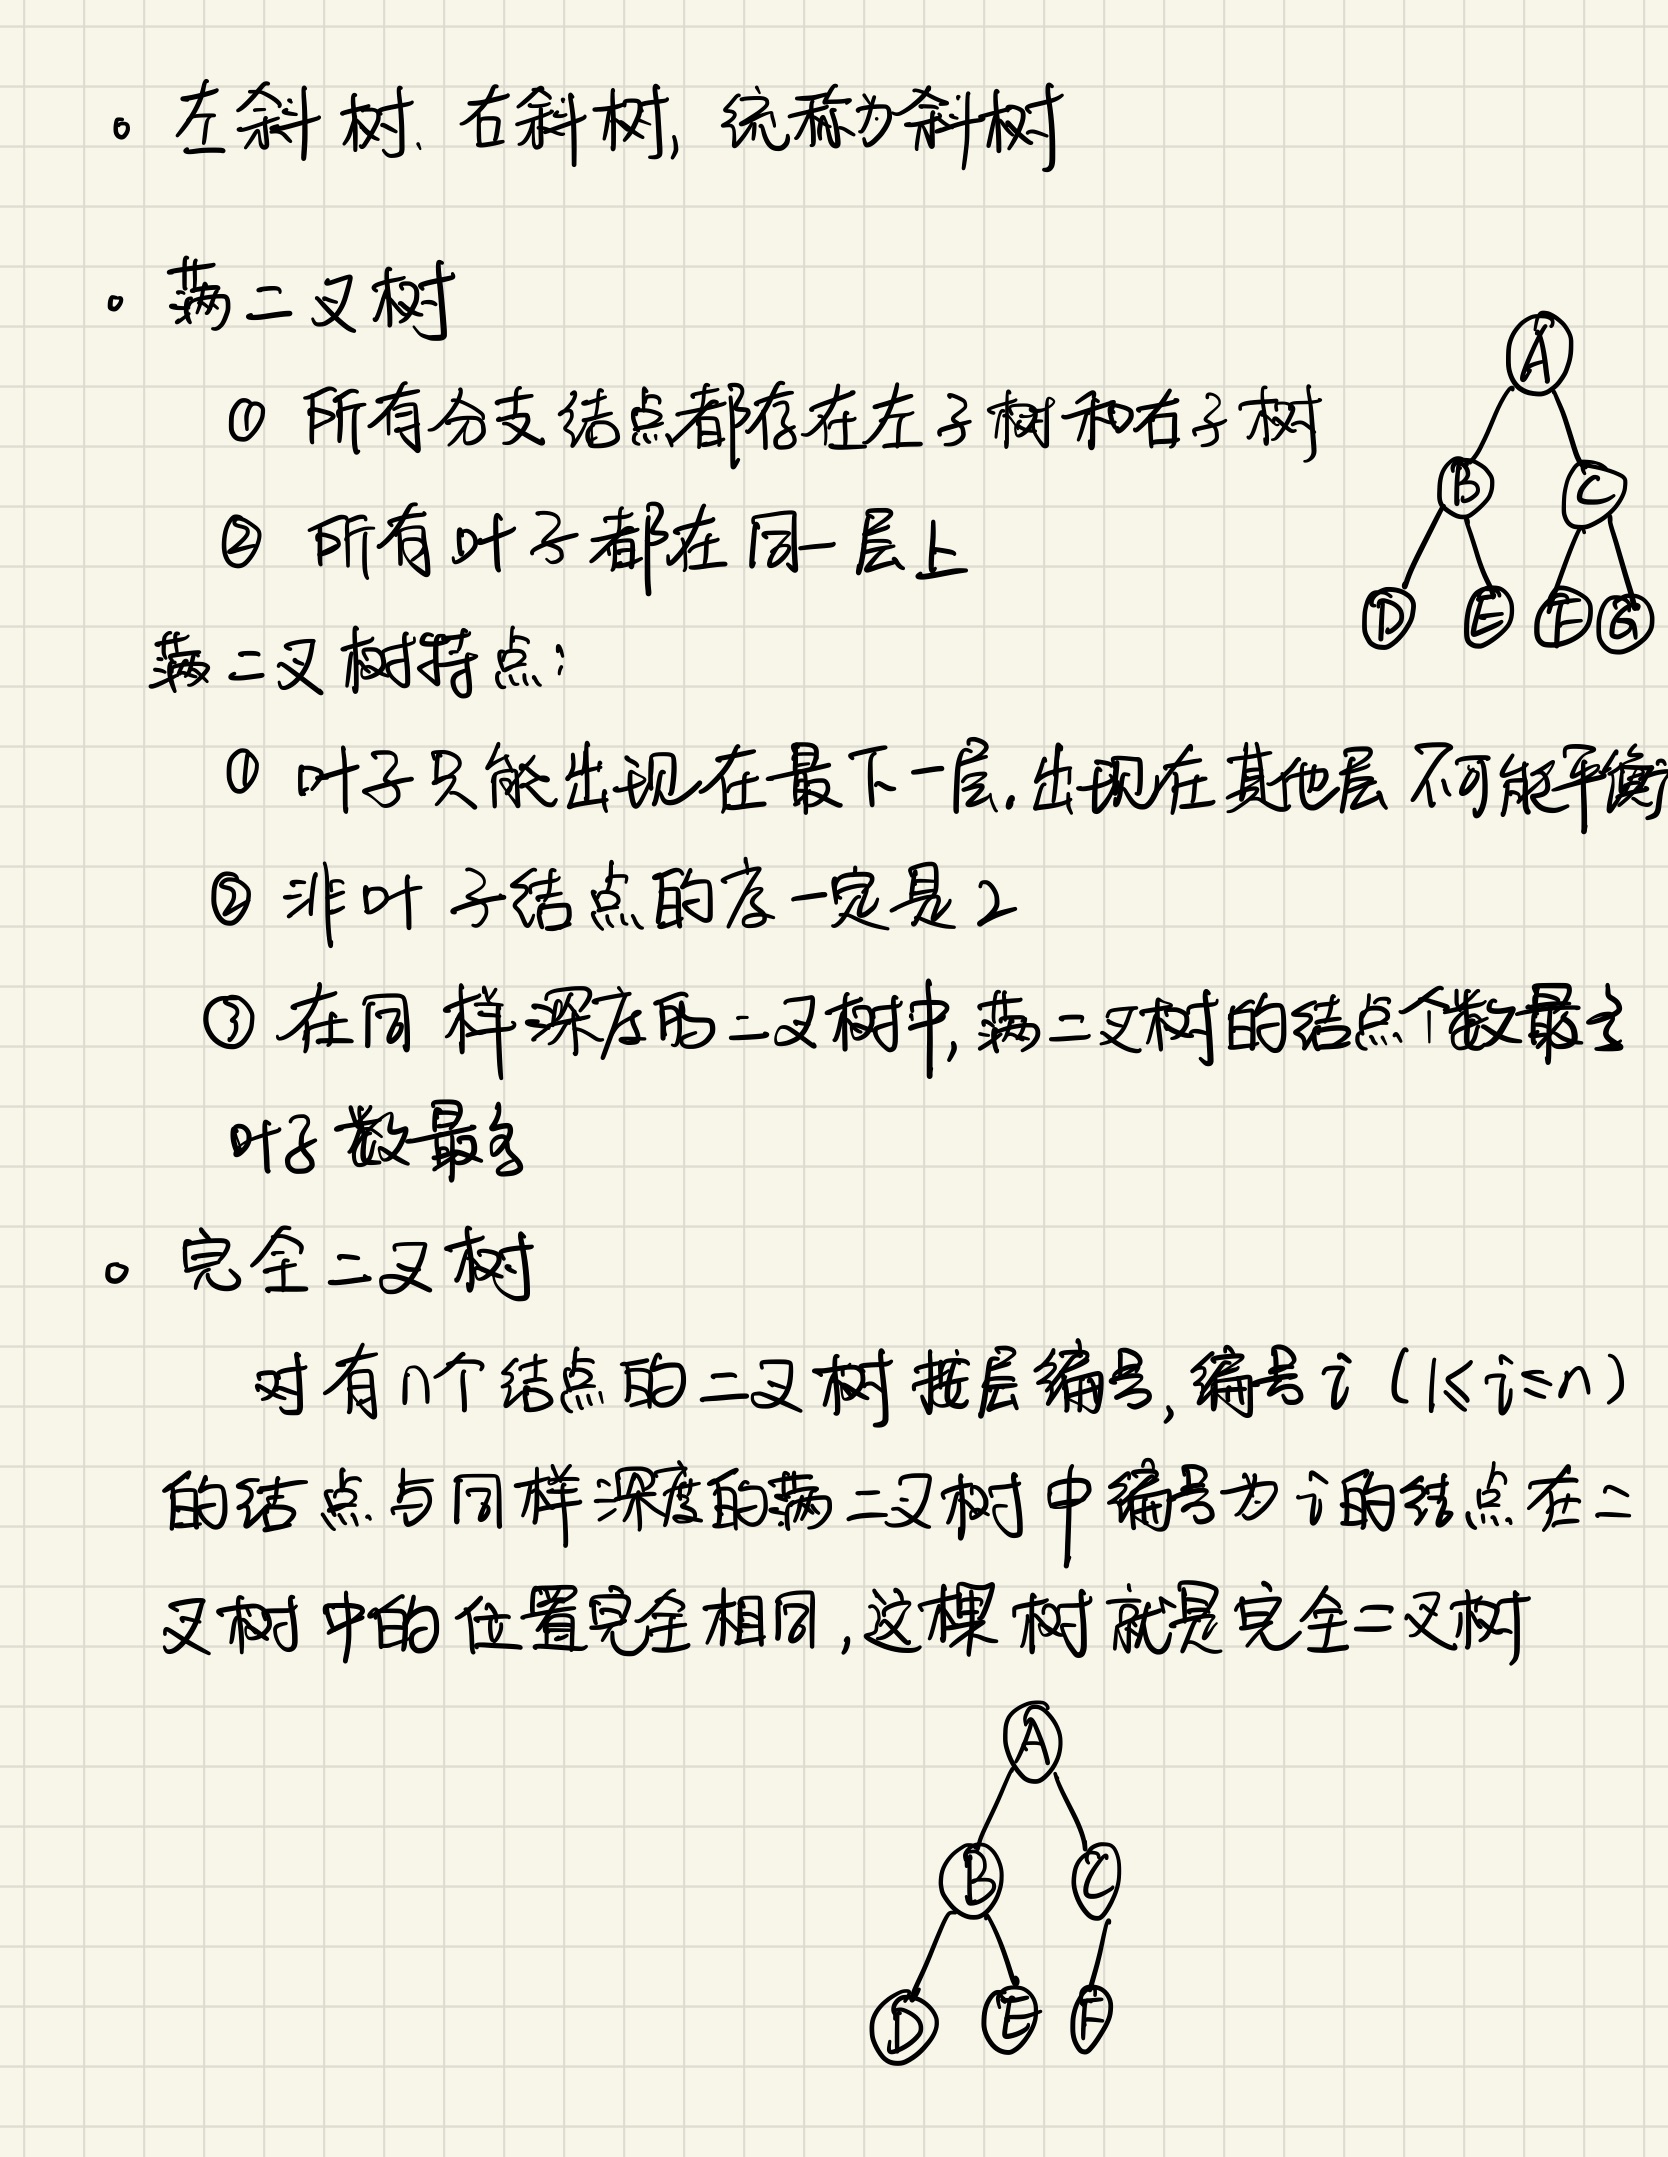 。左斜树、右斜树, 统称为斜树
。满二叉树
① 所有分支结点都存在左子树和右子树
② 所有叶子都在同一层上
满二叉树特点:
① 叶子只能出现在最下一层. 出现在其他层不可能平衡
② 非叶子结点的度一定是2
③ 在同样深度的二叉树中, 满二叉树的结点个数最多
叶子数最多
。完全二叉树
对有n个结点的二叉树按层编号, 编号i (1≤i≤n)
的结点与同样深度的满二叉树中编号为i的结点在二
叉树中的位置完全相同, 这棵树就是完全二叉树
A
B C
D E F G
A
B C
D E F